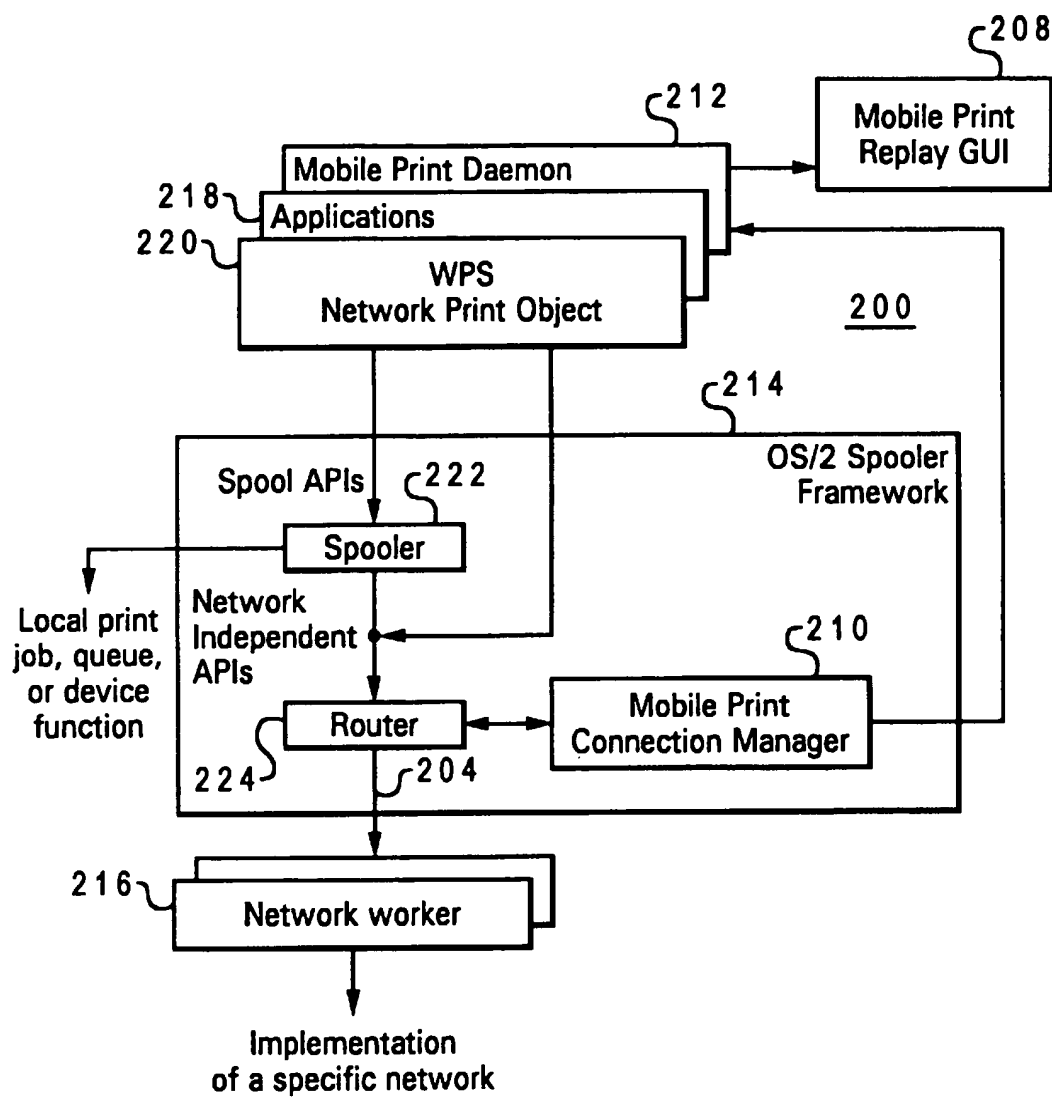 208
Mobile Print
Replay GUI
212
Mobile Print Daemon
218
Applications
220
WPS
Network Print Object
200
214
OS/2 Spooler
Framework
Spool APIs
222
Spooler
Local print
job, queue,
or device
function
Network
Independent
APIs
210
Mobile Print
Connection Manager
Router
224
204
216
Network worker
Implementation
of a specific network